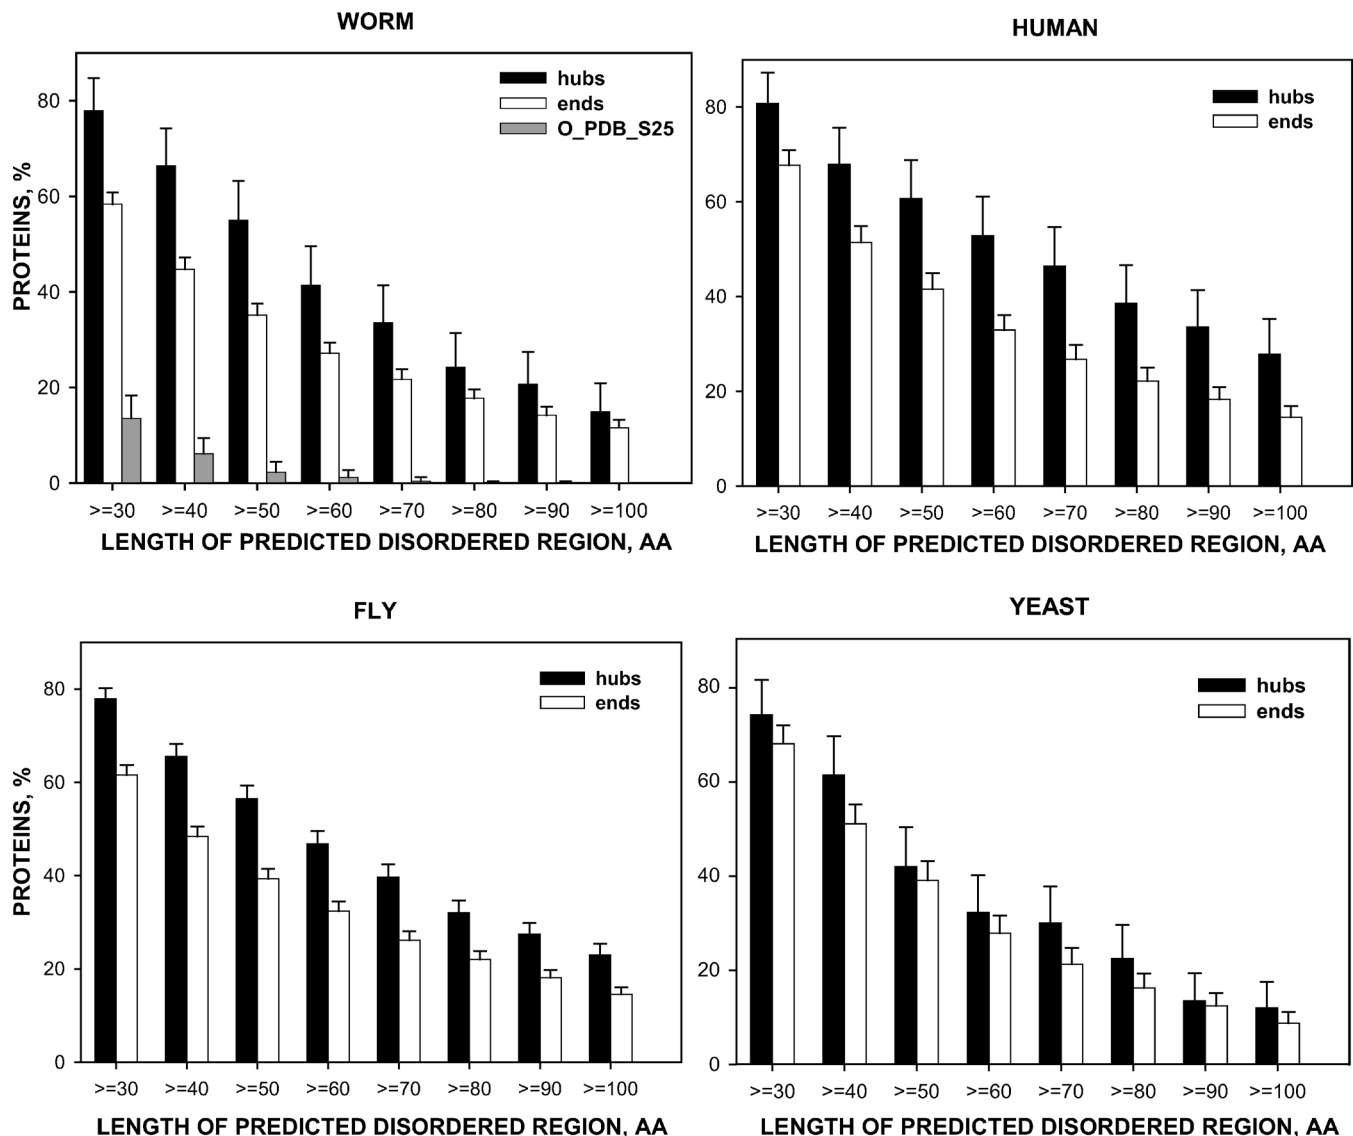 WORM
hubs
ends
O_PDB_S25
PROTEINS, %
80
60
40
20
0
>=30 >=40 >=50 >=60 >=70 >=80 >=90 >=100
LENGTH OF PREDICTED DISORDERED REGION, AA
HUMAN
hubs
ends
80
60
40
20
0
>=30 >=40 >=50 >=60 >=70 >=80 >=90 >=100
LENGTH OF PREDICTED DISORDERED REGION, AA
FLY
hubs
ends
PROTEINS, %
80
60
40
20
0
>=30 >=40 >=50 >=60 >=70 >=80 >=90 >=100
LENGTH OF PREDICTED DISORDERED REGION, AA
YEAST
hubs
ends
80
60
40
20
0
>=30 >=40 >=50 >=60 >=70 >=80 >=90 >=100
LENGTH OF PREDICTED DISORDERED REGION, AA